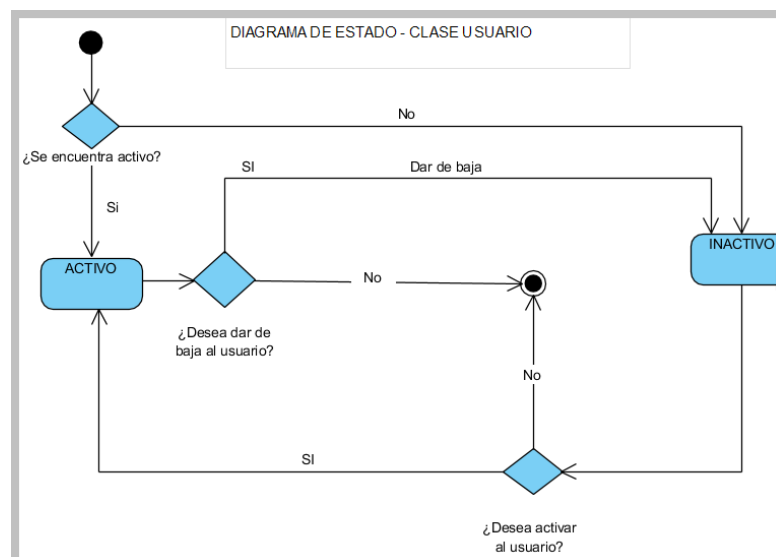 DIAGRAMA DE ESTADO - CLASE USUARIO
No
¿Se encuentra activo?
SI
Dar de baja
Si
ACTIVO
INACTIVO
No
¿Desea dar de
baja al usuario?
No
SI
¿Desea activar
al usuario?